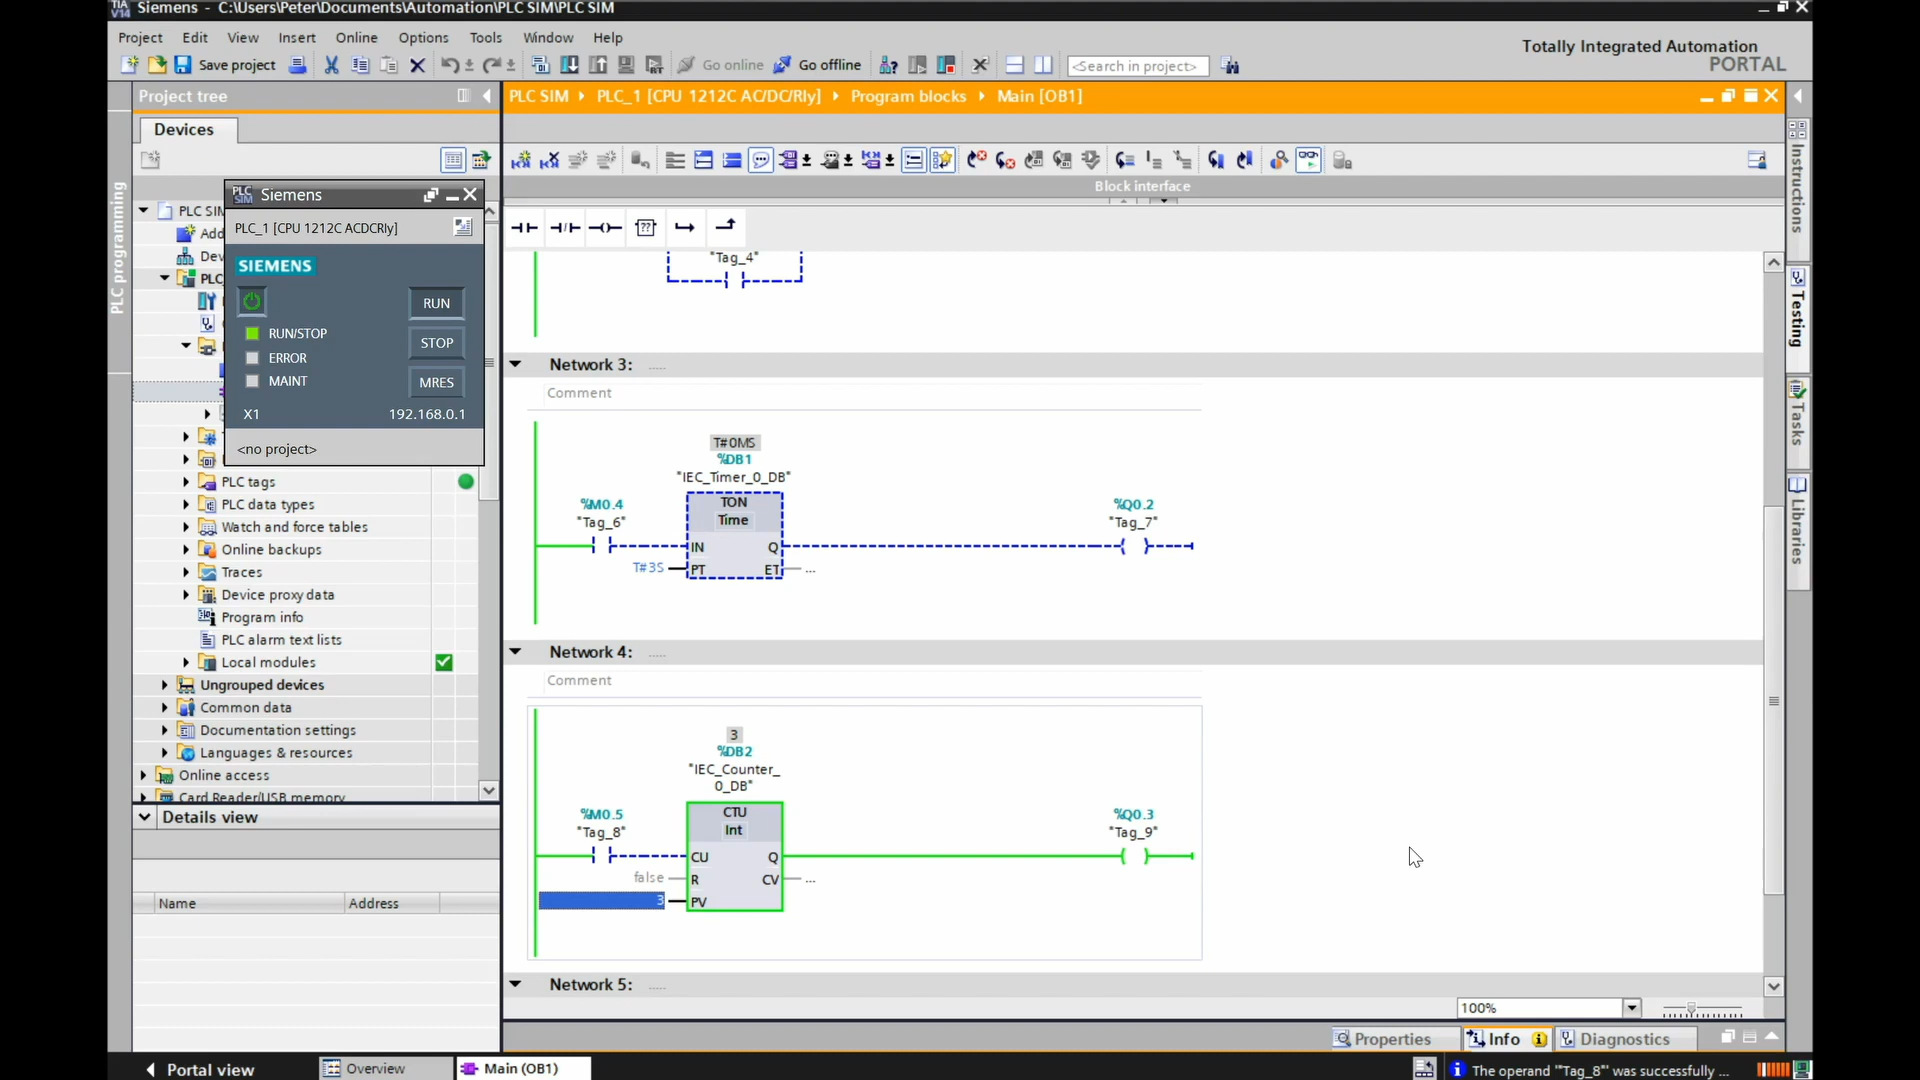 Siemens - C:\Users\Peter\Documents\Automation\PLC SIM\PLC SIM
Project Edit View Insert Online Options Tools Window Help
Totally Integrated Automation
PORTAL
Save project
Go online
Go offline
<Search in project>
Project tree
PLC SIM PLC_1 [CPU 1212C AC/DC/Rly] Program blocks Main [OB1]
Devices
PLC programming
Block interface
PLC SIM Siemens
PLC_1 [CPU 1212C ACDCRly]
SIEMENS
RUN
RUN/STOP
STOP
ERROR
MAINT
MRES
X1 192.168.0.1
<no project>
PLC SIM
Add
Dev
PLC
PLC tags
PLC data types
Watch and force tables
Online backups
Traces
Device proxy data
Program info
PLC alarm text lists
Local modules
Ungrouped devices
Common data
Documentation settings
Languages & resources
Online access
Card Reader/USB memory
Details view
Name Address
"Tag_4"
Network 3: .....
Comment
T#0MS
%DB1
"IEC_Timer_0_DB"
%M0.4 TON %Q0.2
"Tag_6" Time "Tag_7"
IN Q
T#3S PT ET ...
Network 4: .....
Comment
3
%DB2
"IEC_Counter_
0_DB"
%M0.5 CTU %Q0.3
"Tag_8" Int "Tag_9"
CU Q
false R CV ...
3 PV
Network 5: .....
100%
Instructions
Testing
Tasks
Libraries
Properties Info Diagnostics
Portal view Overview Main (OB1) The operand '"Tag_8"' was successfully ...